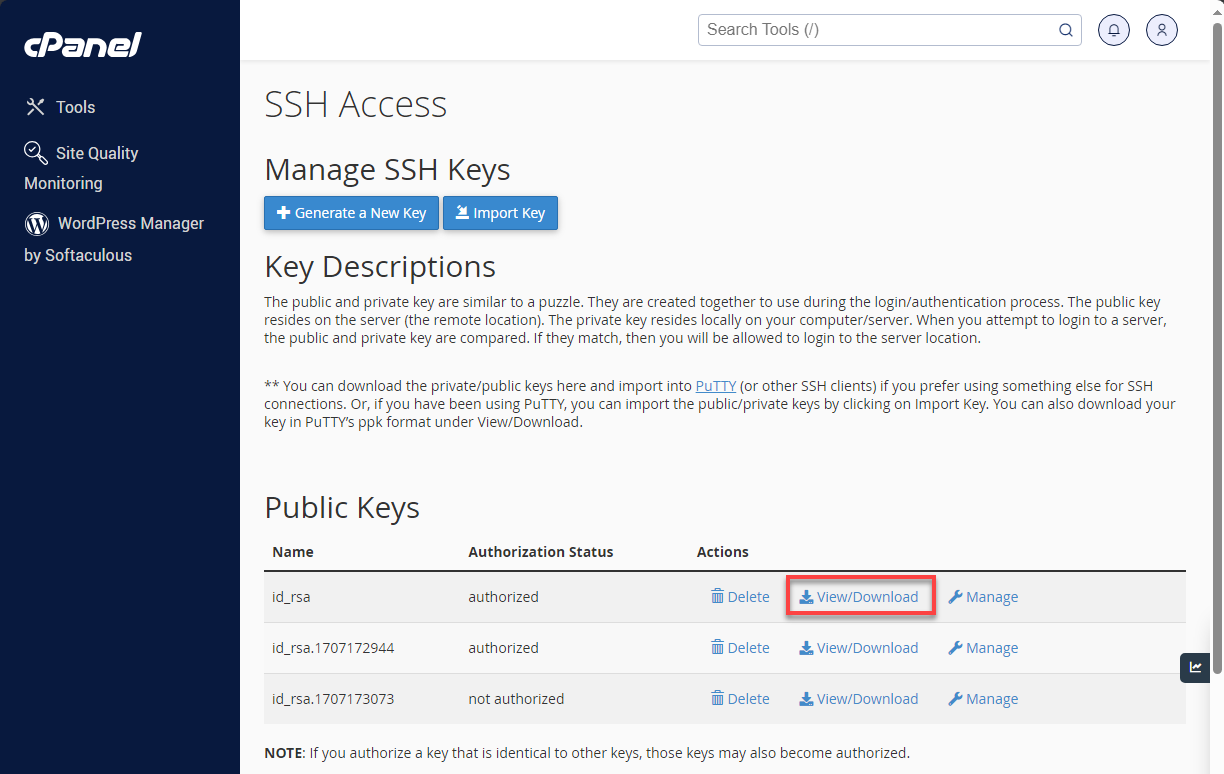 cPanel
Search Tools (/)
Tools
Site Quality
Monitoring
WordPress Manager
by Softaculous
SSH Access
Manage SSH Keys
Generate a New Key Import Key
Key Descriptions
The public and private key are similar to a puzzle. They are created together to use during the login/authentication process. The public key
resides on the server (the remote location). The private key resides locally on your computer/server. When you attempt to login to a server,
the public and private key are compared. If they match, then you will be allowed to login to the server location.
** You can download the private/public keys here and import into PuTTY (or other SSH clients) if you prefer using something else for SSH
connections. Or, if you have been using PuTTY, you can import the public/private keys by clicking on Import Key. You can also download your
key in PuTTY’s ppk format under View/Download.
Public Keys
Name Authorization Status Actions
id_rsa authorized Delete View/Download Manage
id_rsa.1707172944 authorized Delete View/Download Manage
id_rsa.1707173073 not authorized Delete View/Download Manage
NOTE: If you authorize a key that is identical to other keys, those keys may also become authorized.